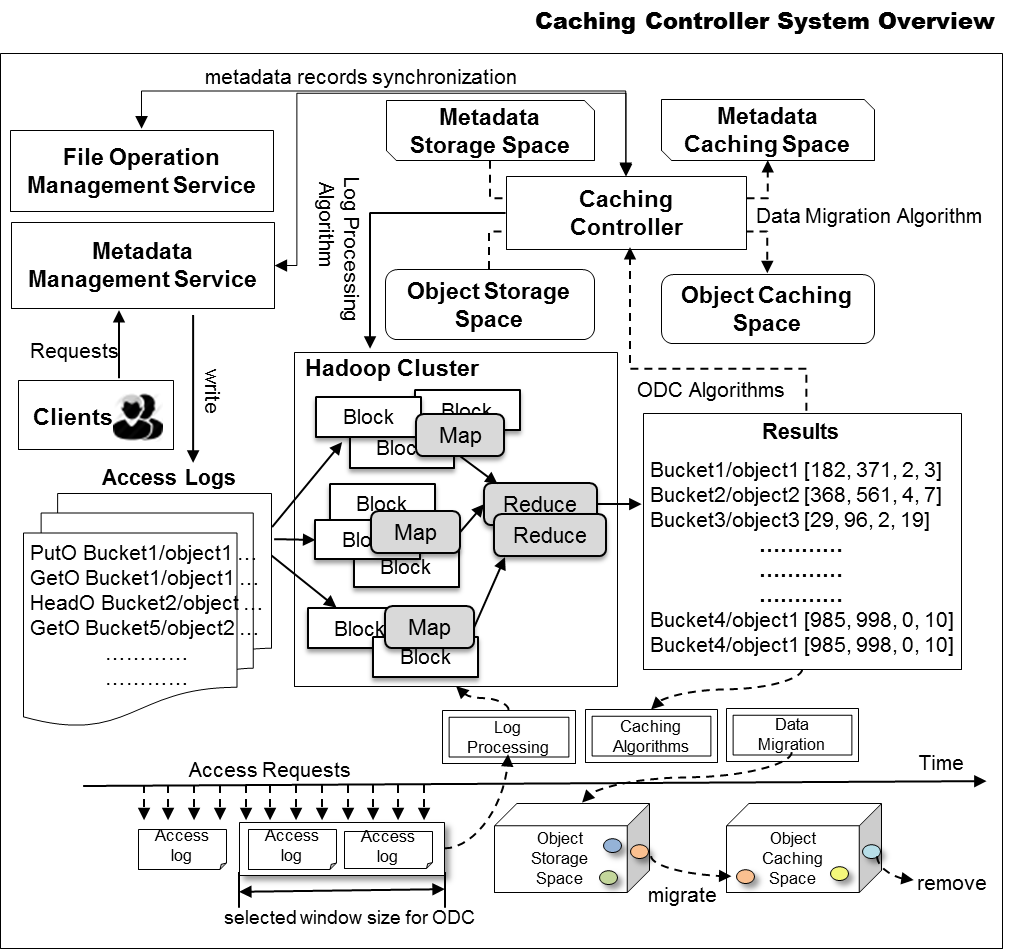 Caching Controller System Overview
metadata records synchronization
File Operation
Management Service
Metadata
Storage Space
Metadata
Caching Space
Caching
Controller
Log Processing
Algorithm
Data Migration Algorithm
Metadata
Management Service
Object Storage
Space
Object Caching
Space
Requests
write
Clients
Hadoop Cluster
ODC Algorithms
Block
Block
Block
Map
Block
Block
Block
Map
Block
Block
Map
Reduce
Reduce
Results
Bucket1/object1 [182, 371, 2, 3]
Bucket2/object2 [368, 561, 4, 7]
Bucket3/object3 [29, 96, 2, 19]
............
............
............
Bucket4/object1 [985, 998, 0, 10]
Bucket4/object1 [985, 998, 0, 10]
Access Logs
PutO Bucket1/object1 ...
GetO Bucket1/object1 ...
HeadO Bucket2/object ...
GetO Bucket5/object2 ...
............
............
Log
Processing
Caching
Algorithms
Data
Migration
Access Requests
Time
Access
log
Access
log
Access
log
selected window size for ODC
Object
Storage
Space
migrate
Object
Caching
Space
remove